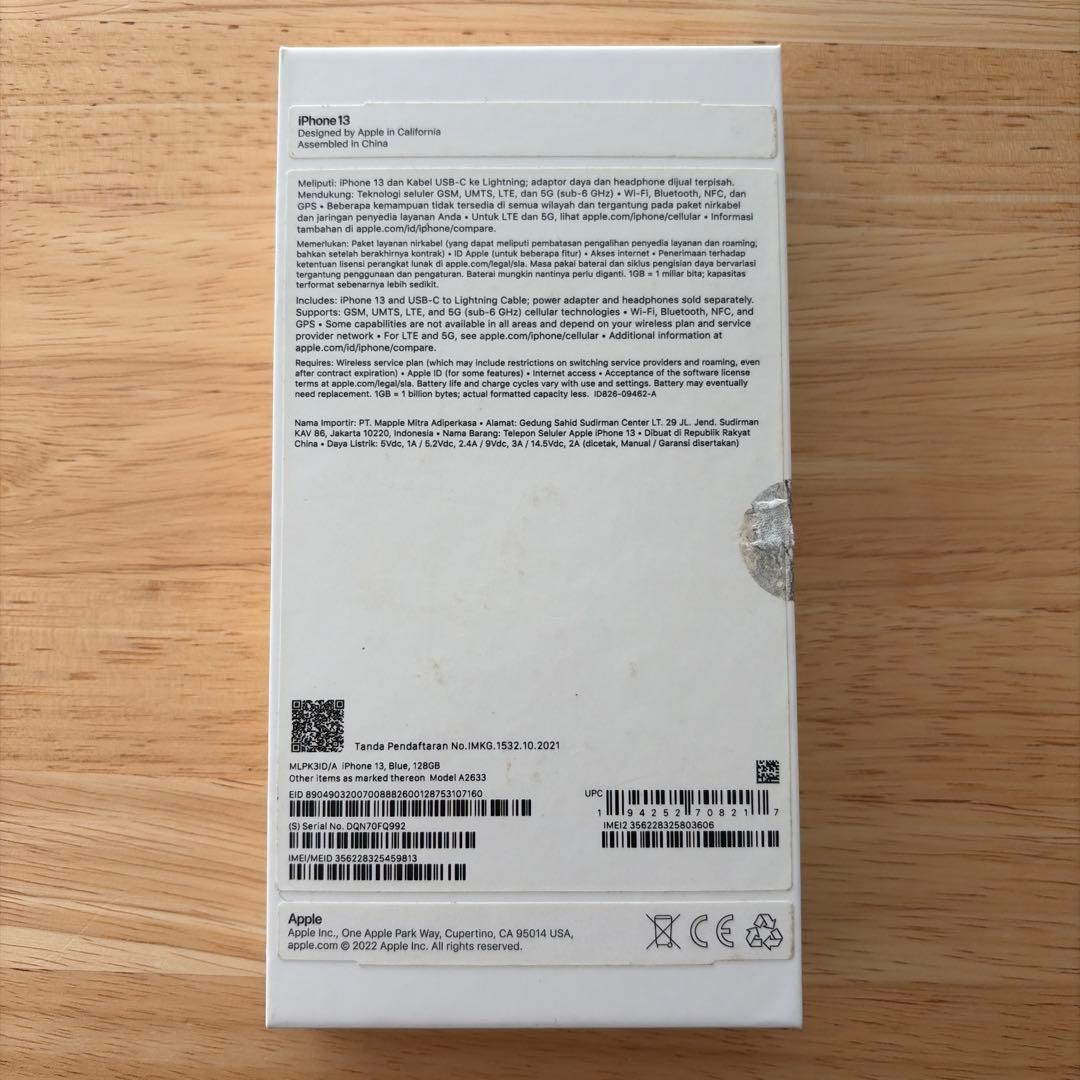 iPhone 13
Designed by Apple in California
Assembled in China
Meliputi: iPhone 13 dan Kabel USB-C ke Lightning; adaptor daya dan headphone dijual terpisah.
Mendukung: Teknologi seluler GSM, UMTS, LTE, dan 5G (sub-6 GHz) • Wi-Fi, Bluetooth, NFC, dan
GPS • Beberapa kemampuan tidak tersedia di semua wilayah dan tergantung pada paket nirkabel
dan jaringan penyedia layanan Anda • Untuk LTE dan 5G, lihat apple.com/iphone/cellular • Informasi
tambahan di apple.com/id/iphone/compare.
Memerlukan: Paket layanan nirkabel (yang dapat meliputi pembatasan pengalihan penyedia layanan dan roaming;
bahkan setelah berakhirnya kontrak) • ID Apple (untuk beberapa fitur) • Akses internet • Penerimaan terhadap
ketentuan lisensi perangkat lunak di apple.com/legal/sla. Masa pakai baterai dan siklus pengisian daya bervariasi
tergantung penggunaan dan pengaturan. Baterai mungkin nantinya perlu diganti. 1GB = 1 miliar bita; kapasitas
terformat sebenarnya lebih sedikit.
Includes: iPhone 13 and USB-C to Lightning Cable; power adapter and headphones sold separately.
Supports: GSM, UMTS, LTE, and 5G (sub-6 GHz) cellular technologies • Wi-Fi, Bluetooth, NFC, and
GPS • Some capabilities are not available in all areas and depend on your wireless plan and service
provider network • For LTE and 5G, see apple.com/iphone/cellular • Additional information at
apple.com/id/iphone/compare.
Requires: Wireless service plan (which may include restrictions on switching service providers and roaming, even
after contract expiration) • Apple ID (for some features) • Internet access • Acceptance of the software license
terms at apple.com/legal/sla. Battery life and charge cycles vary with use and settings. Battery may eventually
need replacement. 1GB = 1 billion bytes; actual formatted capacity less. ID826-09462-A
Nama Importir: PT. Mapple Mitra Adiperkasa • Alamat: Gedung Sahid Sudirman Center LT. 29 JL. Jend. Sudirman
KAV 86, Jakarta 10220, Indonesia • Nama Barang: Telepon Seluler Apple iPhone 13 • Dibuat di Republik Rakyat
China • Daya Listrik: 5Vdc, 1A / 5.2Vdc, 2.4A / 9Vdc, 3A / 14.5Vdc, 2A (dicetak, Manual / Garansi disertakan)
Tanda Pendaftaran No.IMKG.1532.10.2021
MLPK3ID/A iPhone 13, Blue, 128GB
Other items as marked thereon Model A2633
EID 89049032007008882600128753107160
UPC
1 94252 70821 7
(S) Serial No. DQN70FQ992
IMEI2 356228325803606
IMEI/MEID 356228325459813
Apple
Apple Inc., One Apple Park Way, Cupertino, CA 95014 USA,
apple.com © 2022 Apple Inc. All rights reserved.
CE